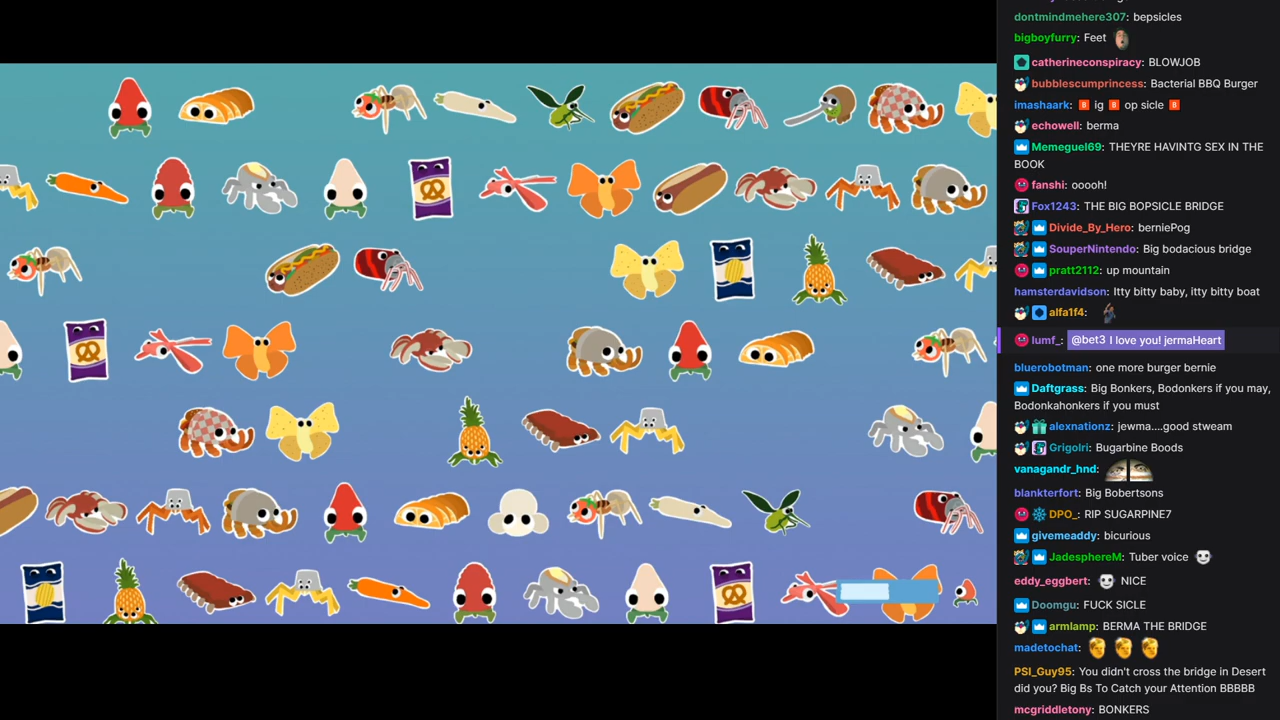 dontmindmehere307: bepsicles
bigboyfurry: Feet
catherineconspiracy: BLOWJOB
bubblescumprincess: Bacterial BBQ Burger
imashaark: B ig B op sicle B
echowell: berma
Memeguel69: THEYRE HAVINTG SEX IN THE
BOOK
fanshi: ooooh!
Fox1243: THE BIG BOPSICLE BRIDGE
Divide_By_Hero: berniePog
SouperNintendo: Big bodacious bridge
pratt2112: up mountain
hamsterdavidson: Itty bitty baby, itty bitty boat
alfa1f4:
lumf_: @bet3 I love you! jermaHeart
bluerobotman: one more burger bernie
Daftgrass: Big Bonkers, Bodonkers if you may,
Bodonkahonkers if you must
alexnationz: jewma....good stweam
Grigolri: Bugarbine Boods
vanagandr_hnd:
blankterfort: Big Bobertsons
DPO_: RIP SUGARPINE7
givemeaddy: bicurious
JadesphereM: Tuber voice
eddy_eggbert: NICE
Doomgu: FUCK SICLE
armlamp: BERMA THE BRIDGE
madetochat:
PSI_Guy95: You didn't cross the bridge in Desert
did you? Big Bs To Catch your Attention BBBBB
mcgriddletony: BONKERS